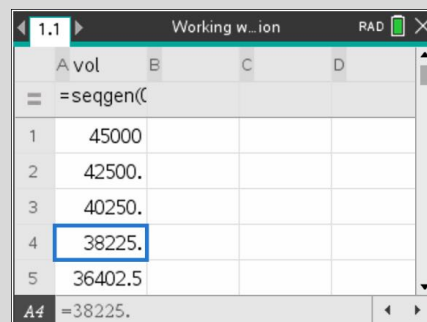 1.1 Working w...ion RAD
A vol B C D
= =seqgen((
1 45000
2 42500.
3 40250.
4 38225.
5 36402.5
A4 =38225.